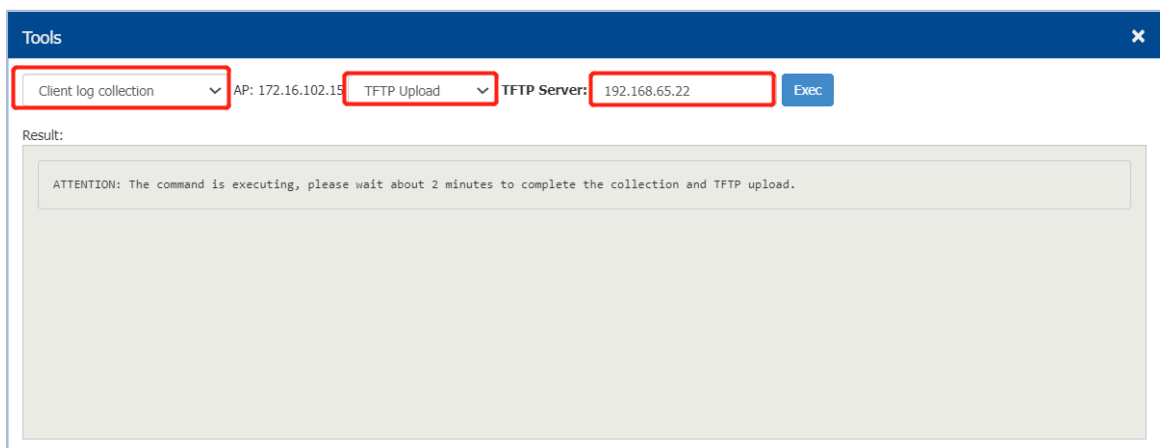 Tools
Client log collection AP: 172.16.102.15 TFTP Upload TFTP Server: 192.168.65.22 Exec
Result:
ATTENTION: The command is executing, please wait about 2 minutes to complete the collection and TFTP upload.